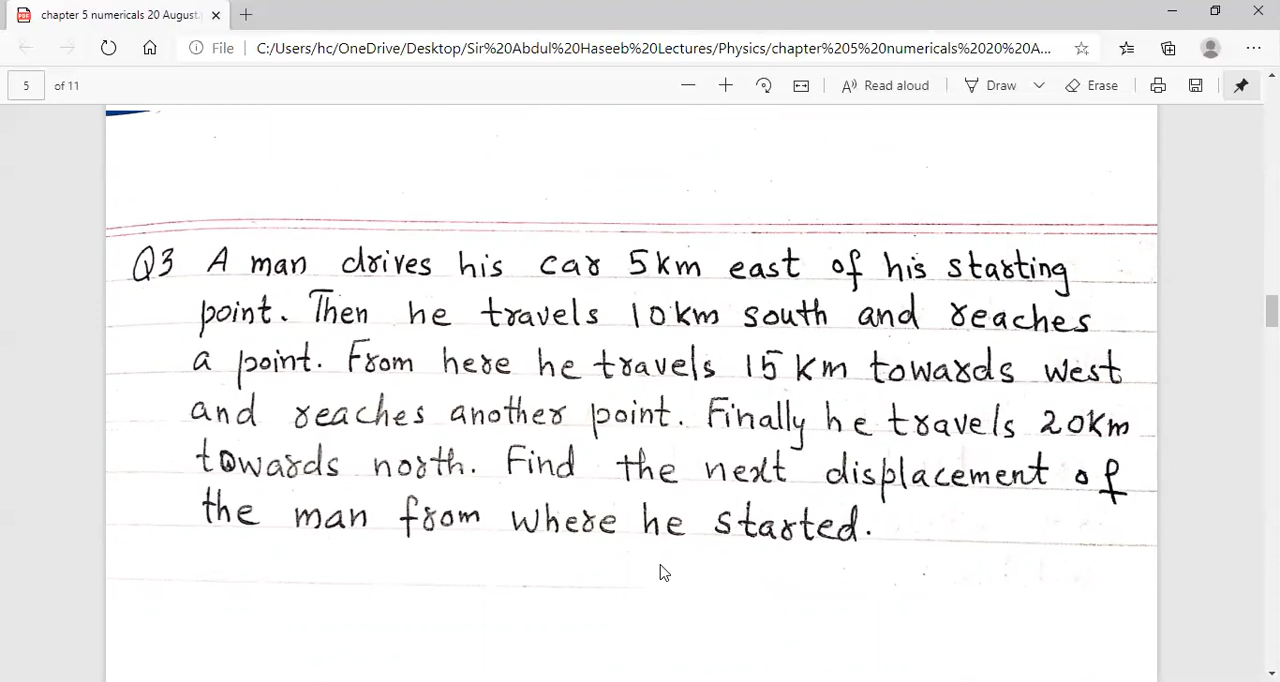 chapter 5 numericals 20 August.
File C:/Users/hc/OneDrive/Desktop/Sir%20Abdul%20Haseeb%20Lectures/Physics/chapter%205%20numericals%2020%20A...
5 of 11 Read aloud Draw Erase
Q3 A man drives his car 5km east of his starting
point. Then he travels 10km south and reaches
a point. From here he travels 15 km towards west
and reaches another point. Finally he travels 20km
towards north. Find the next displacement of
the man from where he started.